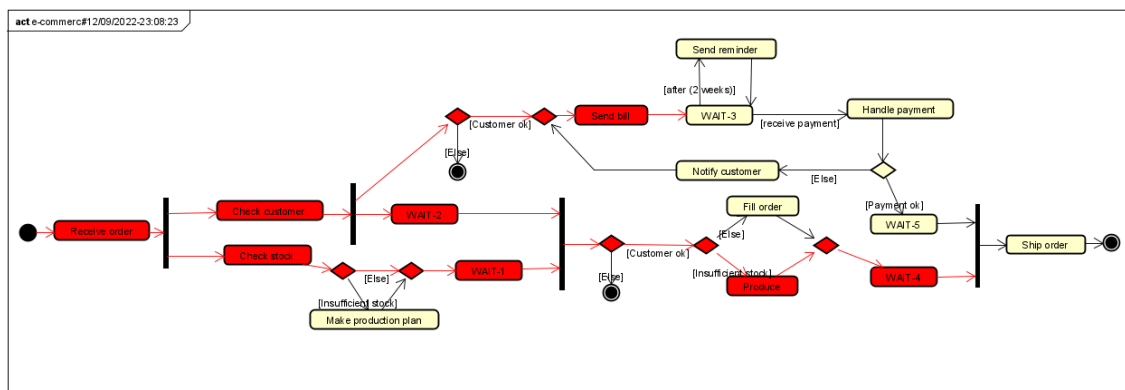 act e-commerc#12/09/2022-23:08:23
Send reminder
[after (2 weeks)]
Handle payment
[Customer ok]
Send bill
WAIT-3
[receive payment]
[Else]
Notify customer
[Else]
[Payment ok]
Check customer
WAIT-2
Fill order
WAIT-5
Receive order
[Else]
Ship order
Check stock
[Customer ok]
WAIT-1
[Else]
[Else]
[Insufficient stock]
WAIT-4
Produce
[Insufficient stock]
Make production plan